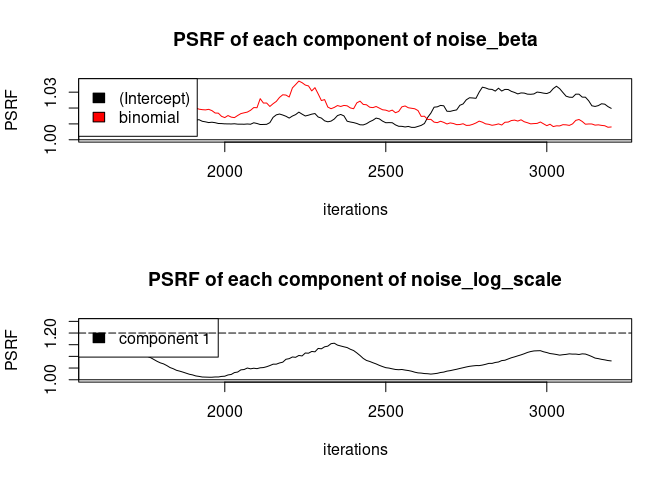 PSRF of each component of noise_beta
PSRF
1.03
1.00
(Intercept)
binomial
2000 2500 3000
iterations
PSRF of each component of noise_log_scale
PSRF
1.20
1.00
component 1
2000 2500 3000
iterations